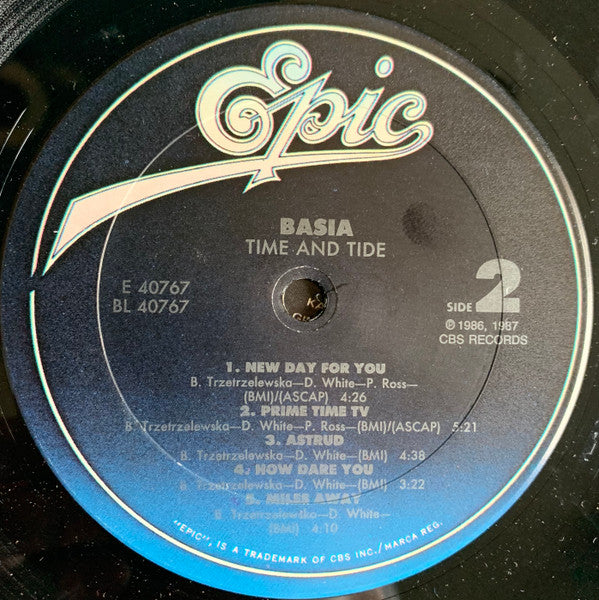 Epic
BASIA
TIME AND TIDE
E 40767
BL 40767
SIDE 2
℗ 1986, 1987
CBS RECORDS
1. NEW DAY FOR YOU
B. Trzetrzelewska—D. White—P. Ross—
(BMI)/(ASCAP) 4:26
2. PRIME TIME TV
B. Trzetrzelewska—D. White—P. Ross—(BMI)/(ASCAP) 5:21
3. ASTRUD
B. Trzetrzelewska—D. White—(BMI) 4:38
4. HOW DARE YOU
B. Trzetrzelewska—D. White—(BMI) 3:22
5. MILES AWAY
B. Trzetrzelewska—D. White—
(BMI) 4:10
"EPIC", IS A TRADEMARK OF CBS INC./MARCA REG.